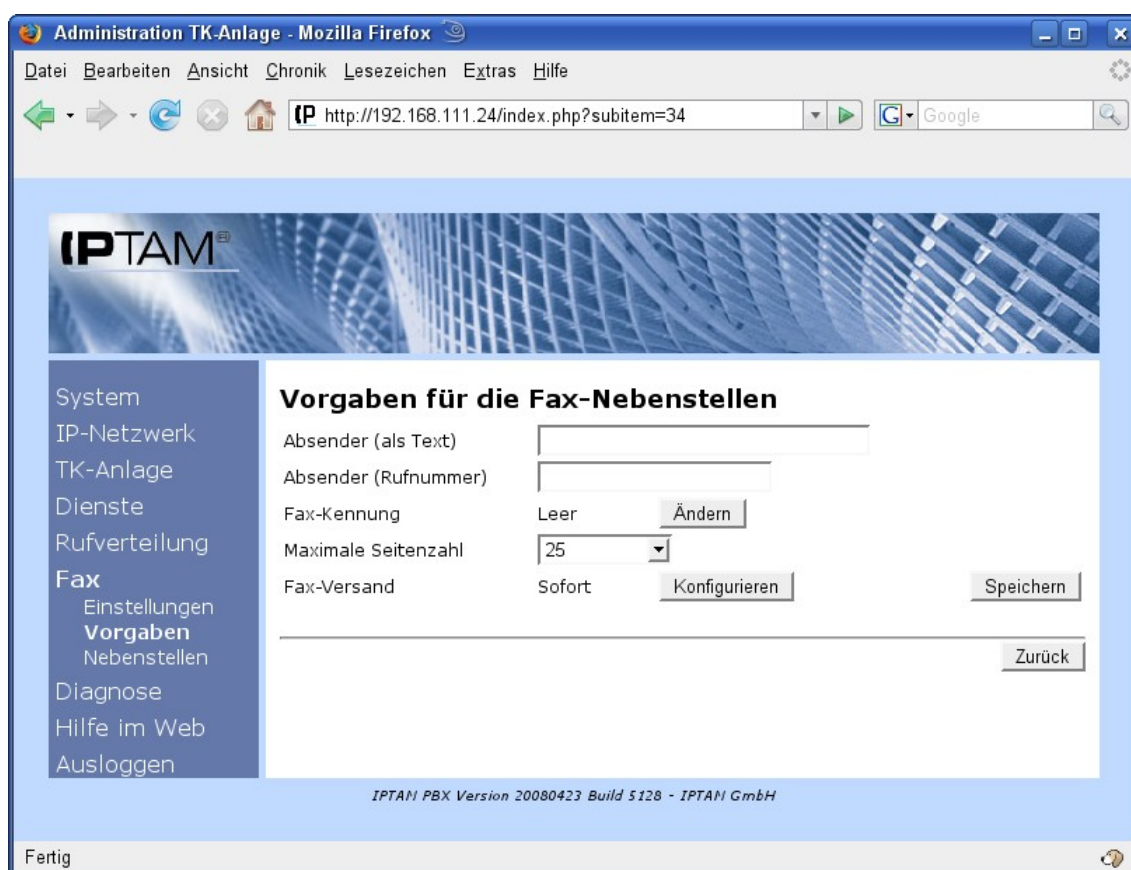 Administration TK-Anlage - Mozilla Firefox
Datei Bearbeiten Ansicht Chronik Lesezeichen Extras Hilfe
IP http://192.168.111.24/index.php?subitem=34 G Google
IPTAM®
System
IP-Netzwerk
TK-Anlage
Dienste
Rufverteilung
Fax
Einstellungen
Vorgaben
Nebenstellen
Diagnose
Hilfe im Web
Ausloggen
Vorgaben für die Fax-Nebenstellen
Absender (als Text)
Absender (Rufnummer)
Fax-Kennung Leer Ändern
Maximale Seitenzahl 25
Fax-Versand Sofort Konfigurieren Speichern
Zurück
IPTAM PBX Version 20080423 Build 5128 - IPTAM GmbH
Fertig